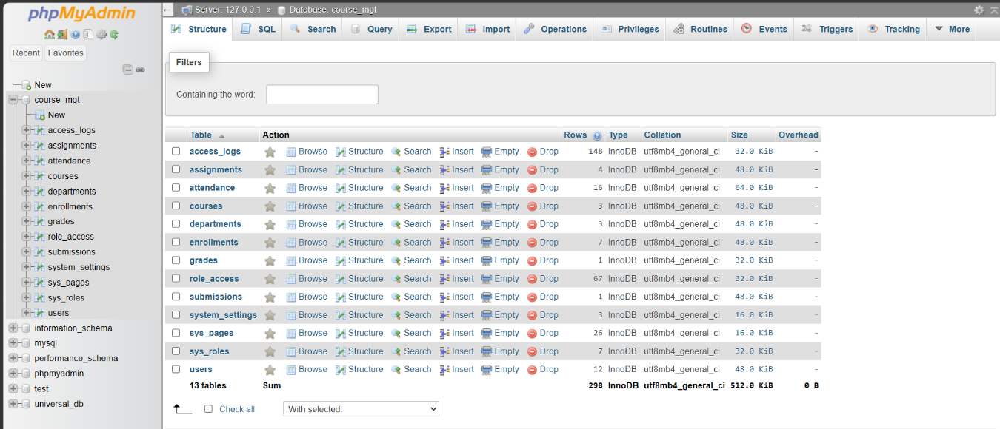 phpMyAdmin
Recent Favorites
New
course_mgt
New
access_logs
assignments
attendance
courses
departments
enrollments
grades
role_access
submissions
system_settings
sys_pages
sys_roles
users
information_schema
mysql
performance_schema
phpmyadmin
test
universal_db
Server: 127.0.0.1 » Database: course_mgt
Structure SQL Search Query Export Import Operations Privileges Routines Events Triggers Tracking More
Filters
Containing the word:
Table Action Rows Type Collation Size Overhead
access_logs Browse Structure Search Insert Empty Drop 148 InnoDB utf8mb4_general_ci 32.0 KiB -
assignments Browse Structure Search Insert Empty Drop 4 InnoDB utf8mb4_general_ci 48.0 KiB -
attendance Browse Structure Search Insert Empty Drop 16 InnoDB utf8mb4_general_ci 64.0 KiB -
courses Browse Structure Search Insert Empty Drop 3 InnoDB utf8mb4_general_ci 48.0 KiB -
departments Browse Structure Search Insert Empty Drop 3 InnoDB utf8mb4_general_ci 48.0 KiB -
enrollments Browse Structure Search Insert Empty Drop 7 InnoDB utf8mb4_general_ci 48.0 KiB -
grades Browse Structure Search Insert Empty Drop 1 InnoDB utf8mb4_general_ci 32.0 KiB -
role_access Browse Structure Search Insert Empty Drop 67 InnoDB utf8mb4_general_ci 32.0 KiB -
submissions Browse Structure Search Insert Empty Drop 1 InnoDB utf8mb4_general_ci 48.0 KiB -
system_settings Browse Structure Search Insert Empty Drop 3 InnoDB utf8mb4_general_ci 16.0 KiB -
sys_pages Browse Structure Search Insert Empty Drop 26 InnoDB utf8mb4_general_ci 16.0 KiB -
sys_roles Browse Structure Search Insert Empty Drop 7 InnoDB utf8mb4_general_ci 32.0 KiB -
users Browse Structure Search Insert Empty Drop 12 InnoDB utf8mb4_general_ci 48.0 KiB -
13 tables Sum 298 InnoDB utf8mb4_general_ci 512.0 KiB 0 B
Check all With selected: